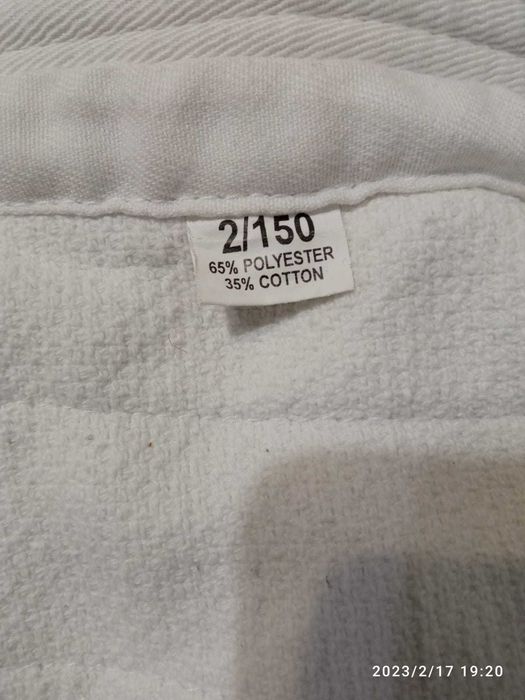 2/150
65% POLYESTER
35% COTTON
2023/2/17 19:20